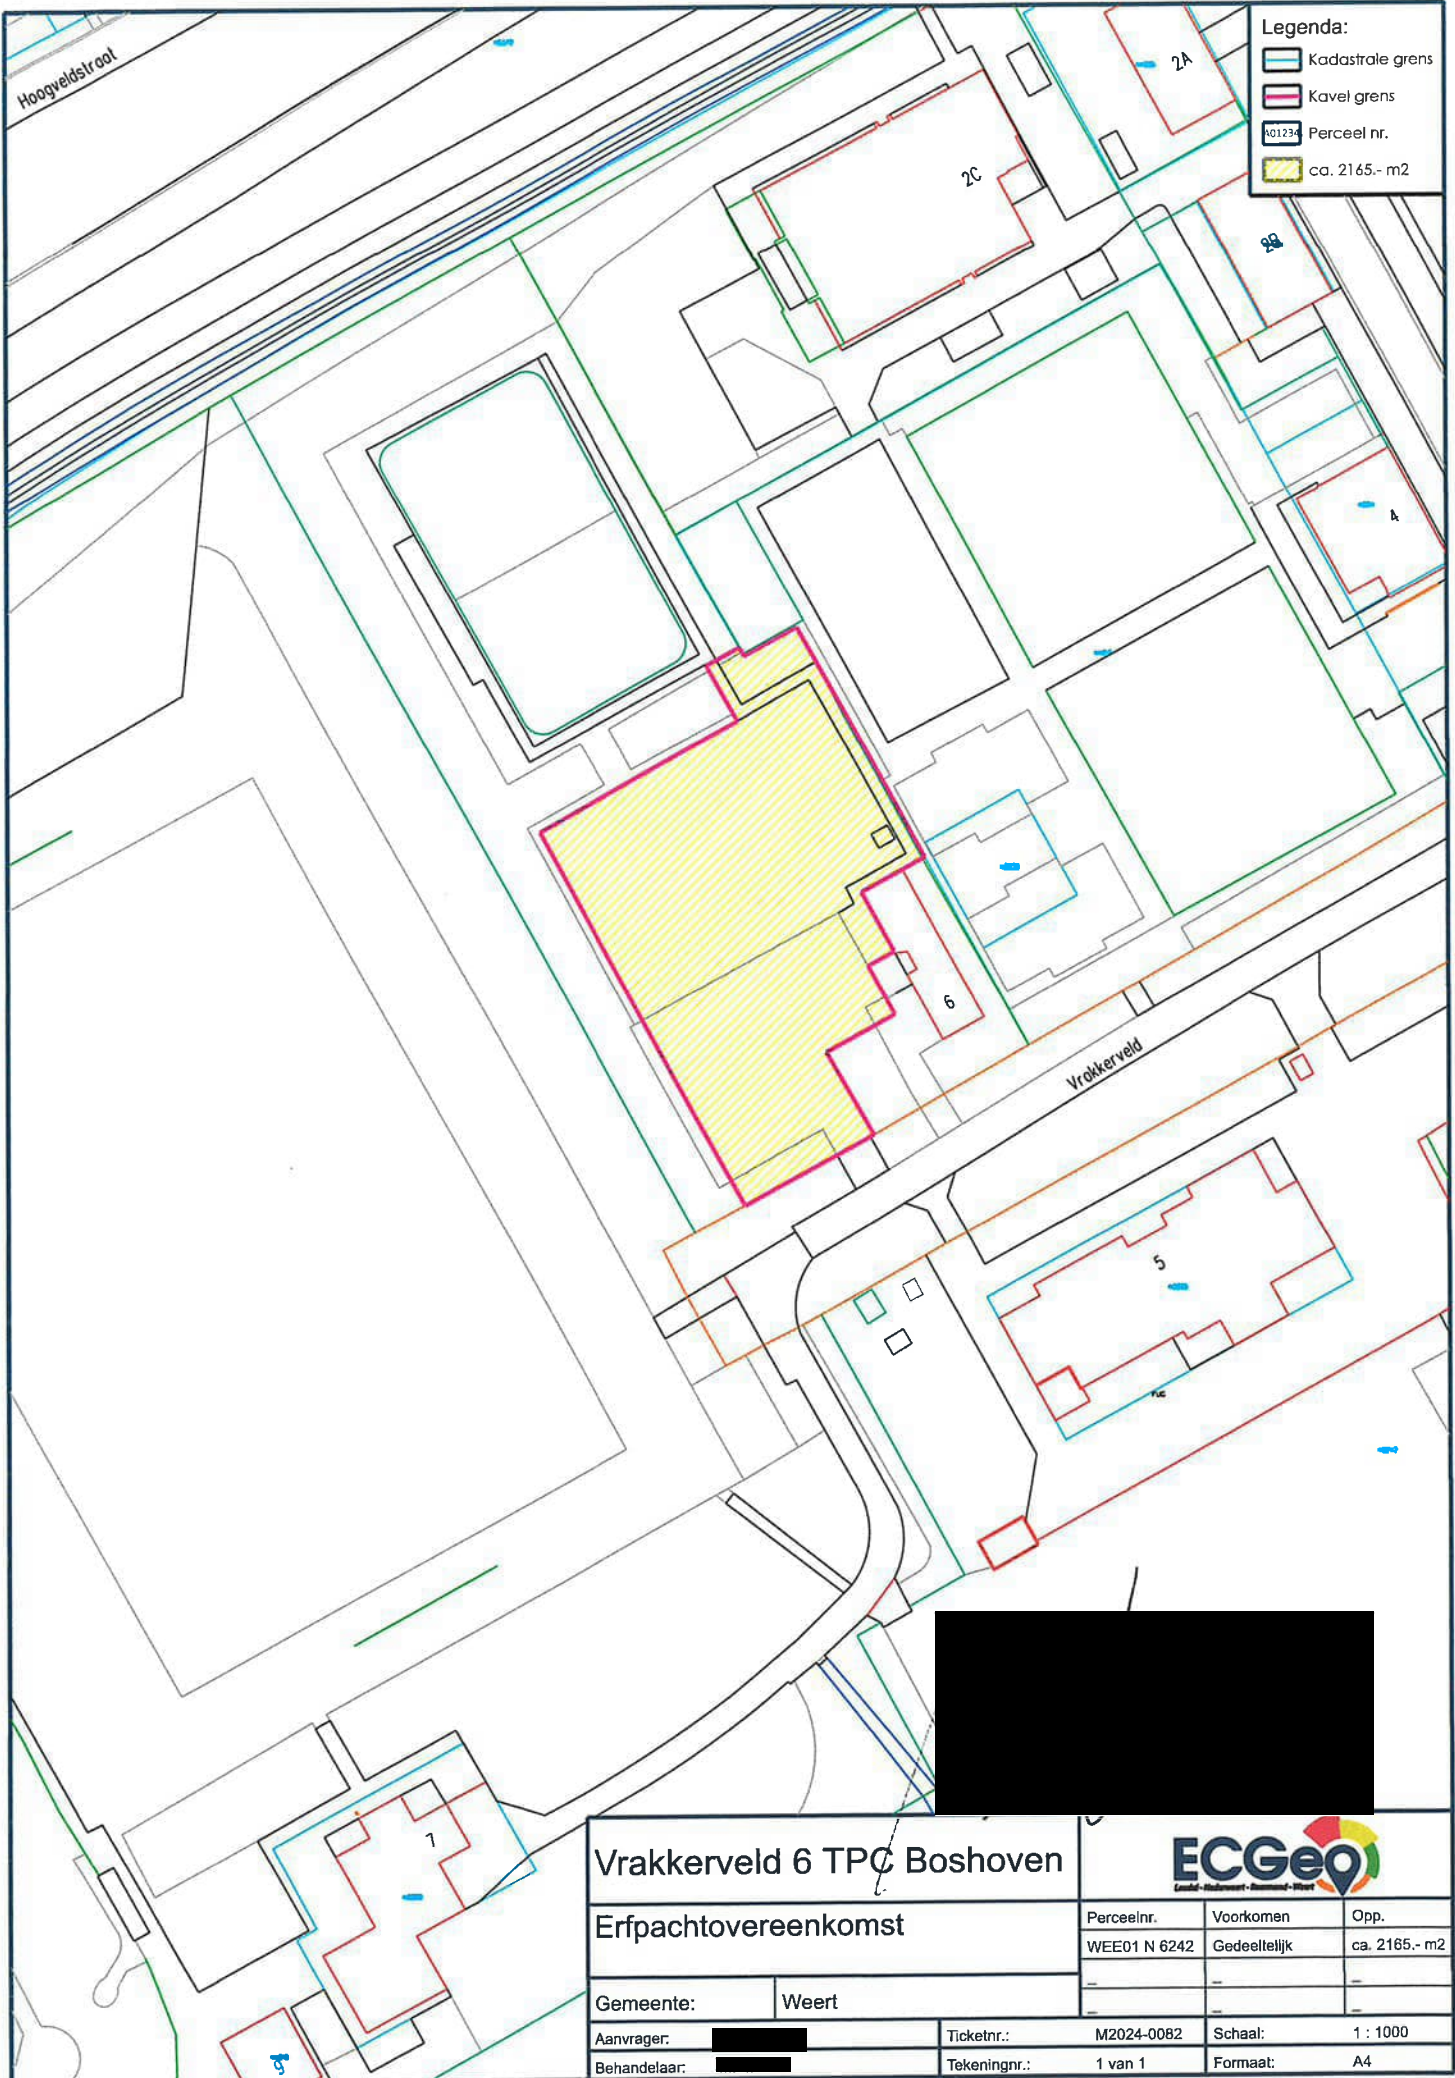 Hoogveldstraat
Legenda:
Kadastrale grens
Kavel grens
A01234 Perceel nr.
ca. 2165.- m2
2A
2C
4
6
Vrakkerveld
5
7
9
Vrakkerveld 6 TPC Boshoven
Erfpachtovereenkomst
Gemeente: Weert
Aanvrager:
Behandelaar:
ECGeo
Perceelnr. Voorkomen Opp.
WEE01 N 6242 Gedeeltelijk ca. 2165.- m2
_ _ _
_ _ _
Ticketnr.: M2024-0082 Schaal: 1 : 1000
Tekeningnr.: 1 van 1 Formaat: A4